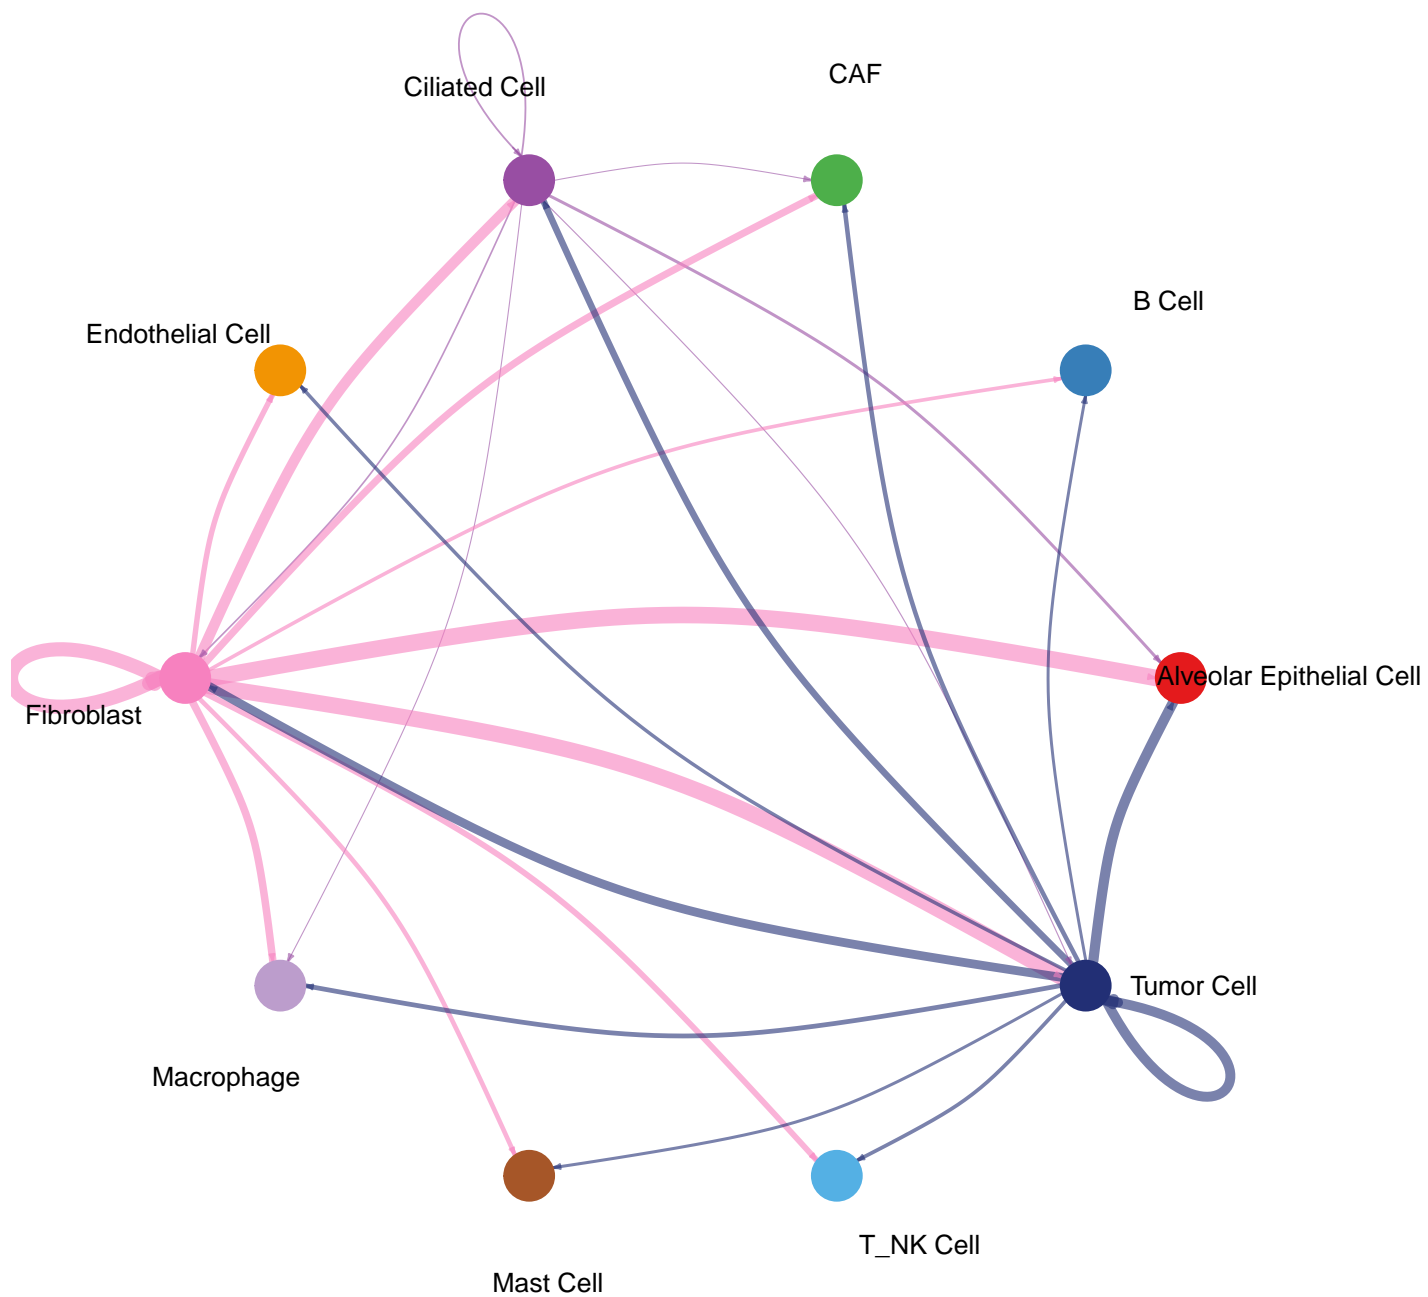 CAF
Ciliated Cell
B Cell
Endothelial Cell
Alveolar Epithelial Cell
Fibroblast
Tumor Cell
Macrophage
T_NK Cell
Mast Cell